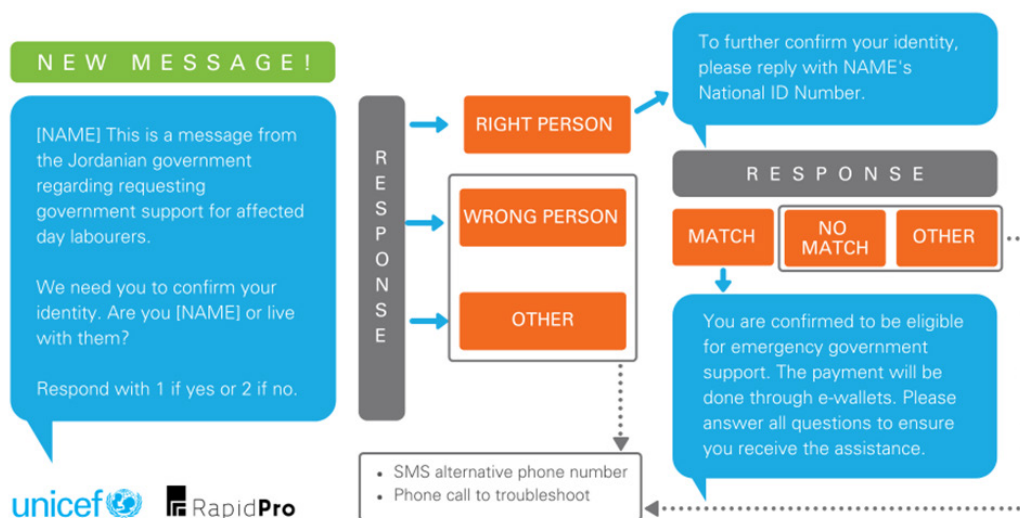 NEW MESSAGE!
[NAME] This is a message from
the Jordanian government
regarding requesting
government support for affected
day labourers.
We need you to confirm your
identity. Are you [NAME] or live
with them?
Respond with 1 if yes or 2 if no.
unicef
RapidPro
RESPONSE
RIGHT PERSON
WRONG PERSON
OTHER
• SMS alternative phone number
• Phone call to troubleshoot
To further confirm your identity,
please reply with NAME's
National ID Number.
RESPONSE
MATCH
NO
MATCH
OTHER
You are confirmed to be eligible
for emergency government
support. The payment will be
done through e-wallets. Please
answer all questions to ensure
you receive the assistance.